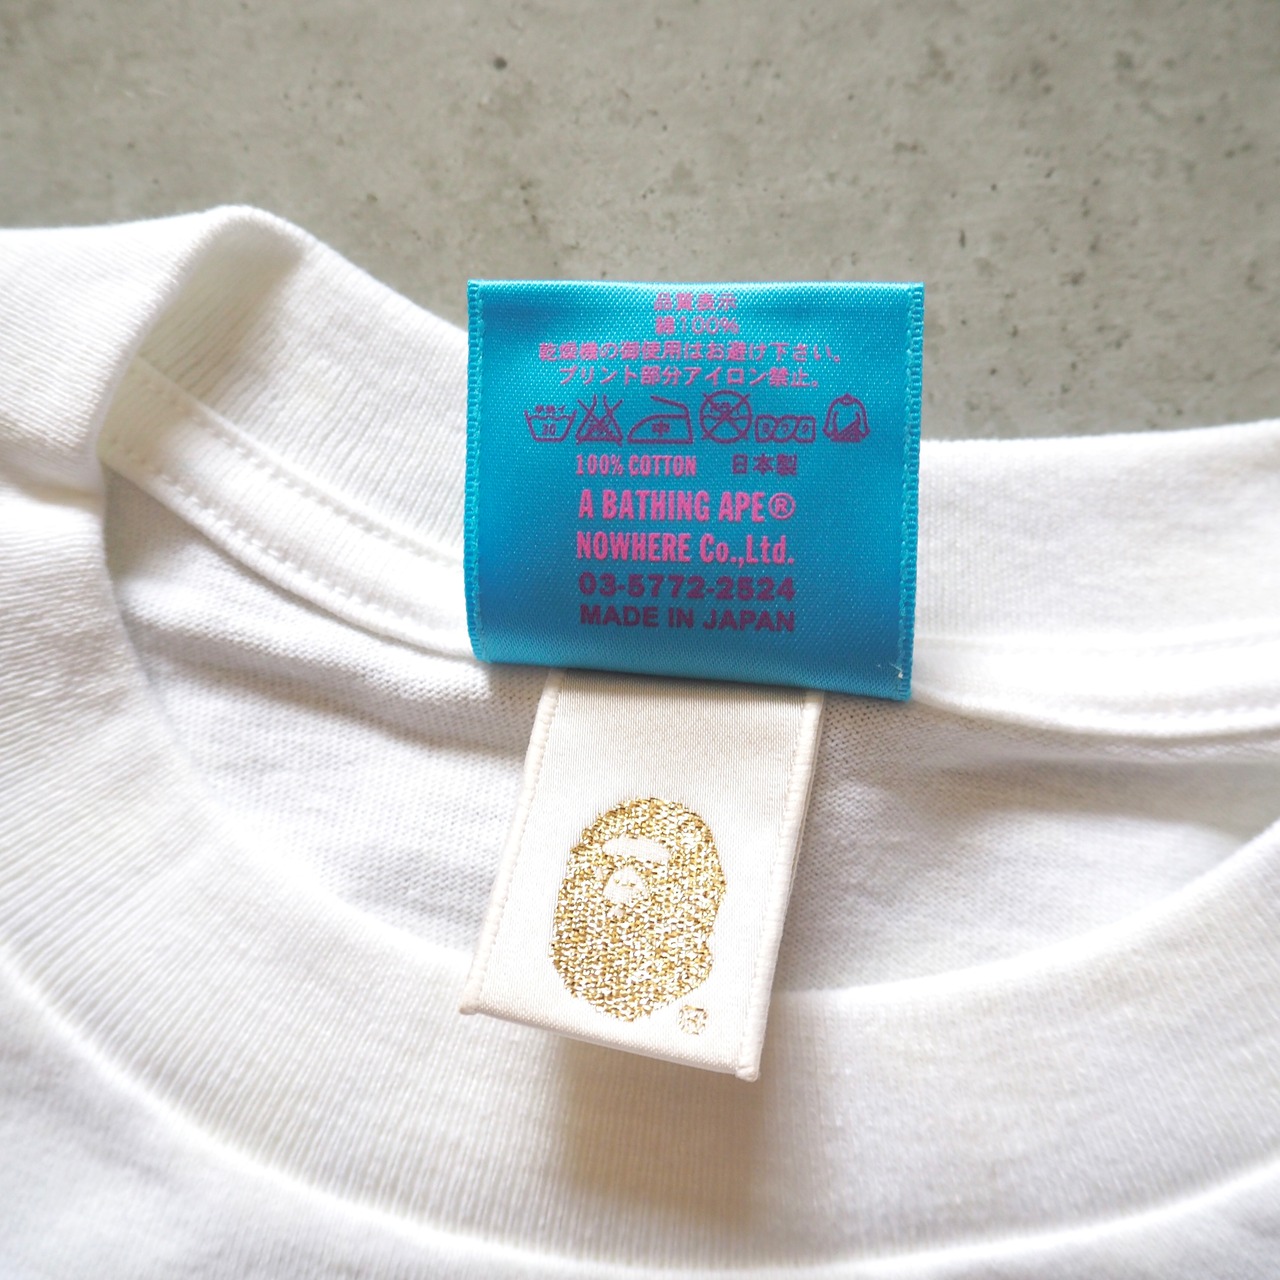 品質表示
綿100%
乾燥機の御使用はお避け下さい。
プリント部分アイロン禁止。
中
100% COTTON 日本製
A BATHING APE®
NOWHERE Co.,Ltd.
03-5772-2524
MADE IN JAPAN